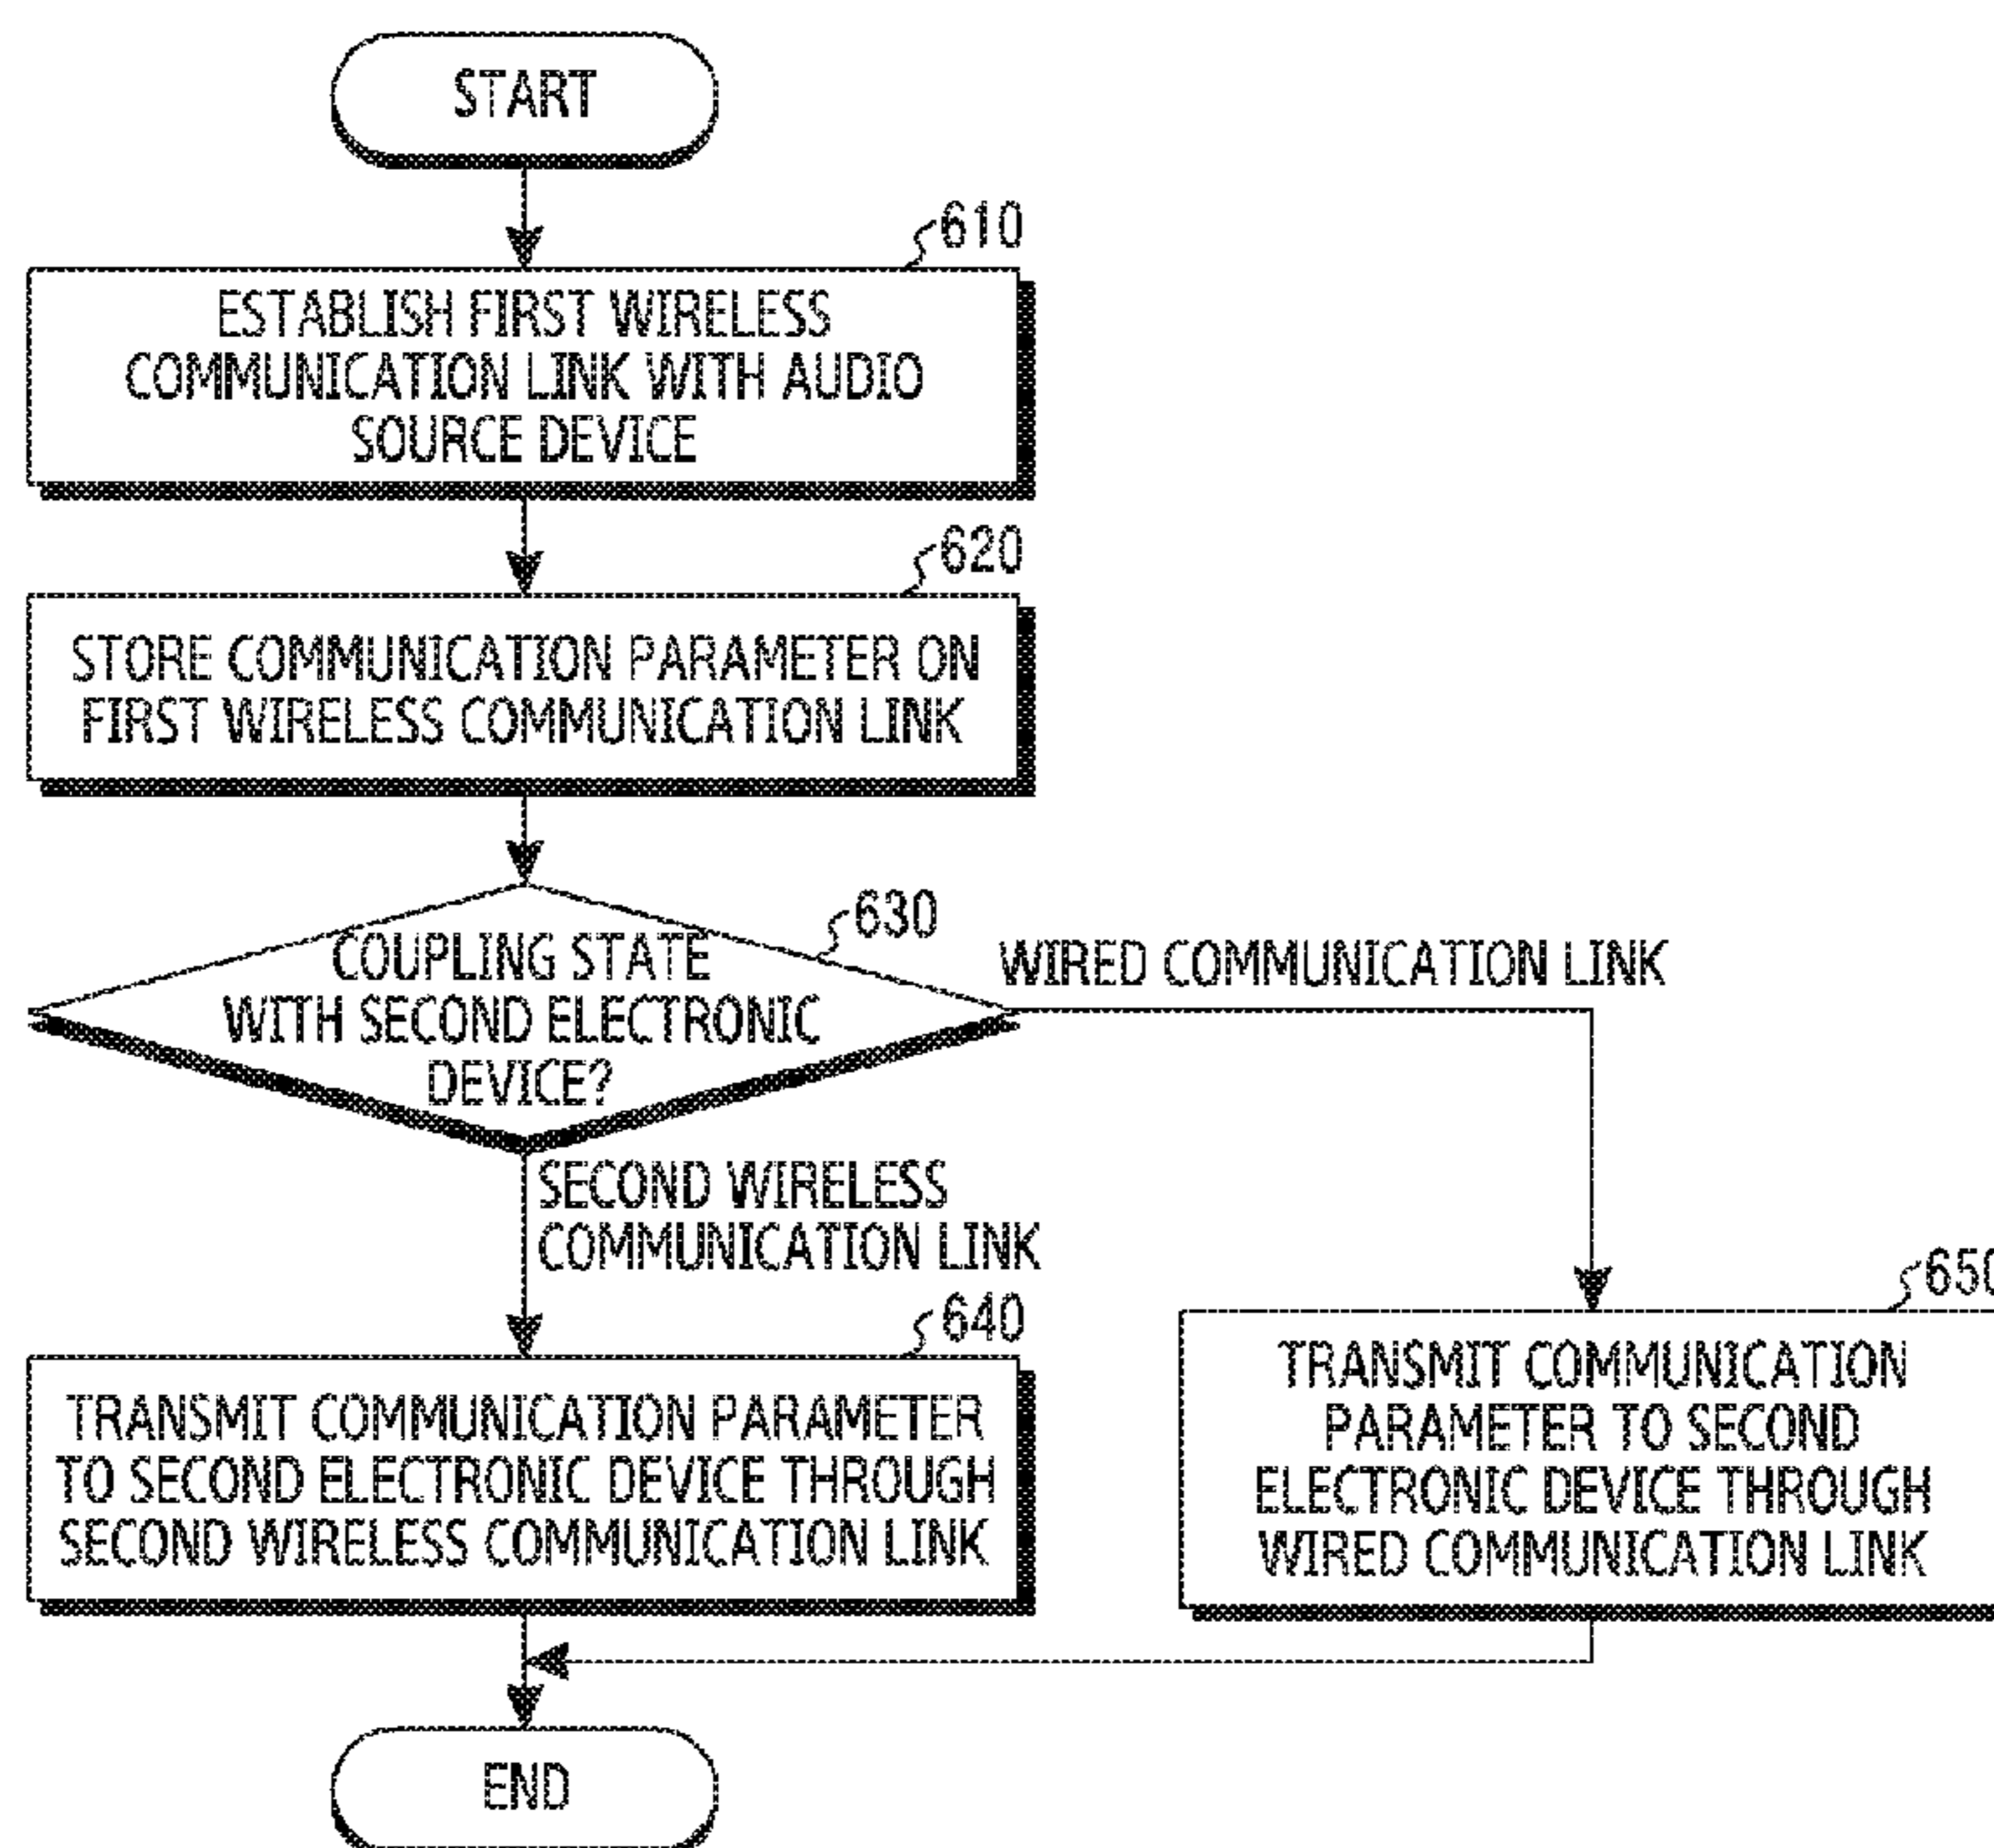 START
610
ESTABLISH FIRST WIRELESS
COMMUNICATION LINK WITH AUDIO
SOURCE DEVICE
620
STORE COMMUNICATION PARAMETER ON
FIRST WIRELESS COMMUNICATION LINK
630
COUPLING STATE
WITH SECOND ELECTRONIC
DEVICE?
WIRED COMMUNICATION LINK
SECOND WIRELESS
COMMUNICATION LINK
640
TRANSMIT COMMUNICATION PARAMETER
TO SECOND ELECTRONIC DEVICE THROUGH
SECOND WIRELESS COMMUNICATION LINK
650
TRANSMIT COMMUNICATION
PARAMETER TO SECOND
ELECTRONIC DEVICE THROUGH
WIRED COMMUNICATION LINK
END